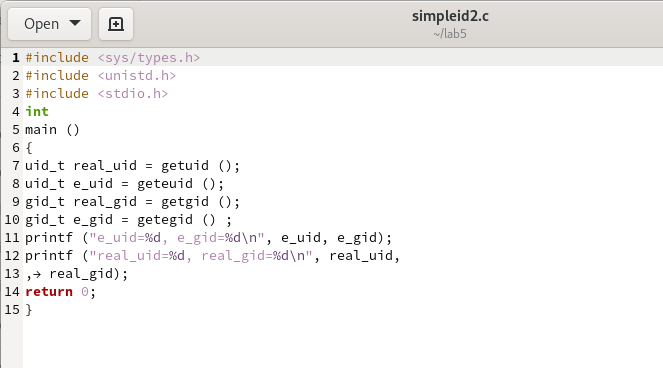 Open
simpleid2.c
~/lab5
1 #include <sys/types.h>
2 #include <unistd.h>
3 #include <stdio.h>
4 int
5 main ()
6 {
7 uid_t real_uid = getuid ();
8 uid_t e_uid = geteuid ();
9 gid_t real_gid = getgid ();
10 gid_t e_gid = getegid () ;
11 printf ("e_uid=%d, e_gid=%d\n", e_uid, e_gid);
12 printf ("real_uid=%d, real_gid=%d\n", real_uid,
13 ,→ real_gid);
14 return 0;
15 }